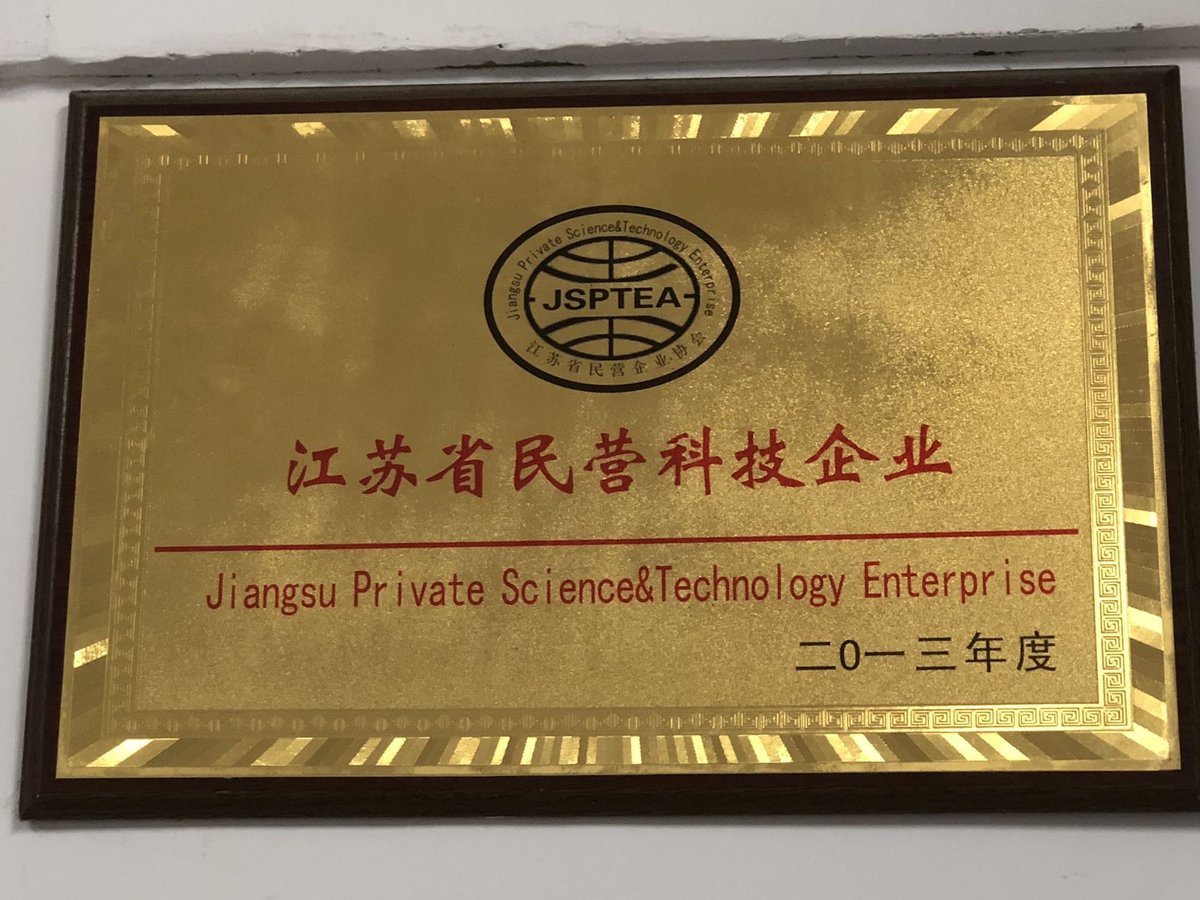 Jiangsu Private Science&Technology Enterprise
JSPTEA
江苏省民营企业协会
江苏省民营科技企业
Jiangsu Private Science&Technology Enterprise
二0一三年度